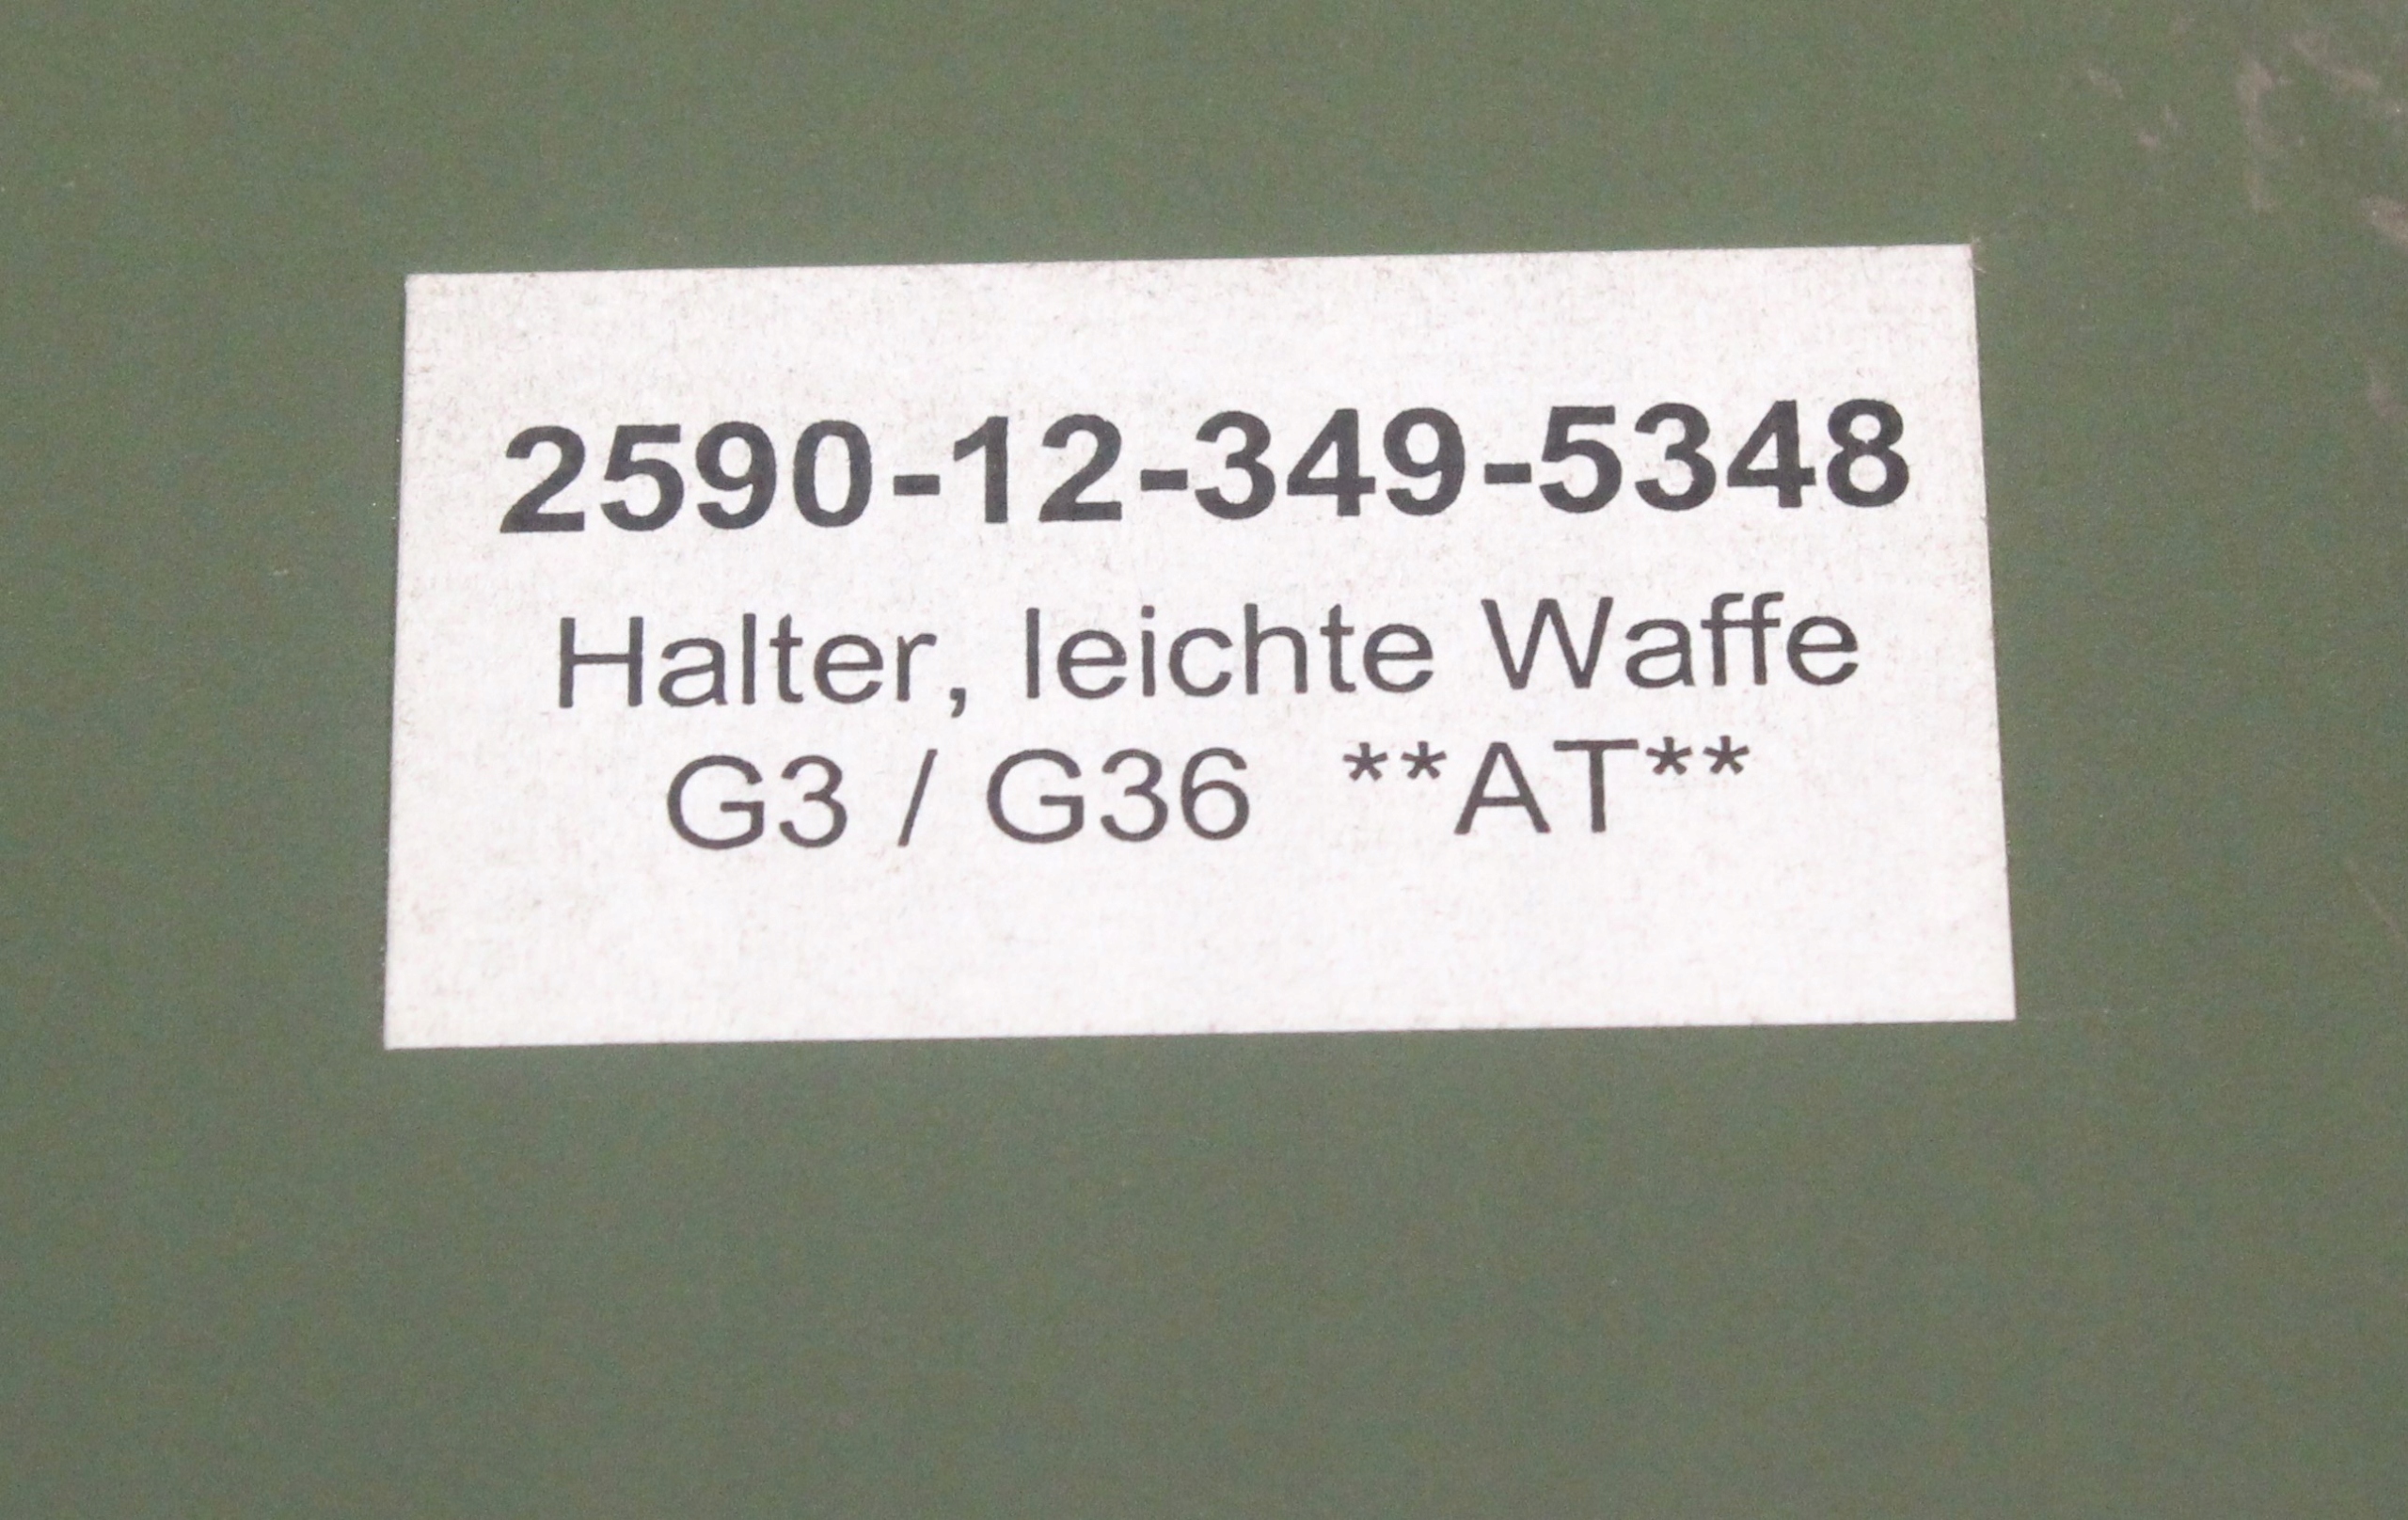 2590-12-349-5348
Halter, leichte Waffe
G3 / G36 **AT**